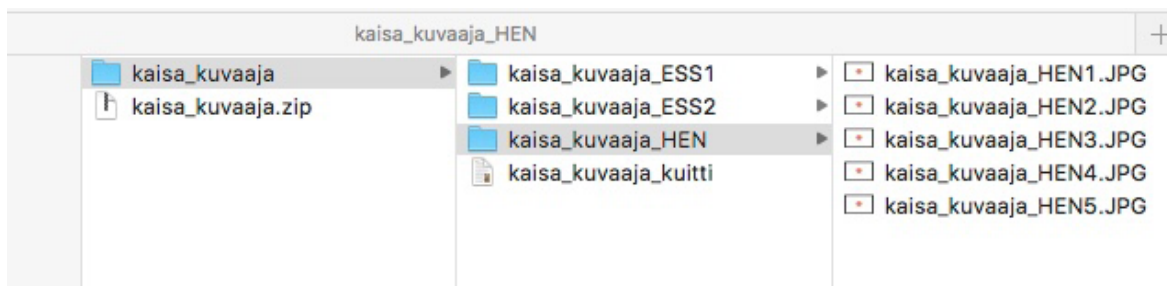 kaisa_kuvaaja_HEN
kaisa_kuvaaja
kaisa_kuvaaja.zip
kaisa_kuvaaja_ESS1
kaisa_kuvaaja_ESS2
kaisa_kuvaaja_HEN
kaisa_kuvaaja_kuitti
kaisa_kuvaaja_HEN1.JPG
kaisa_kuvaaja_HEN2.JPG
kaisa_kuvaaja_HEN3.JPG
kaisa_kuvaaja_HEN4.JPG
kaisa_kuvaaja_HEN5.JPG